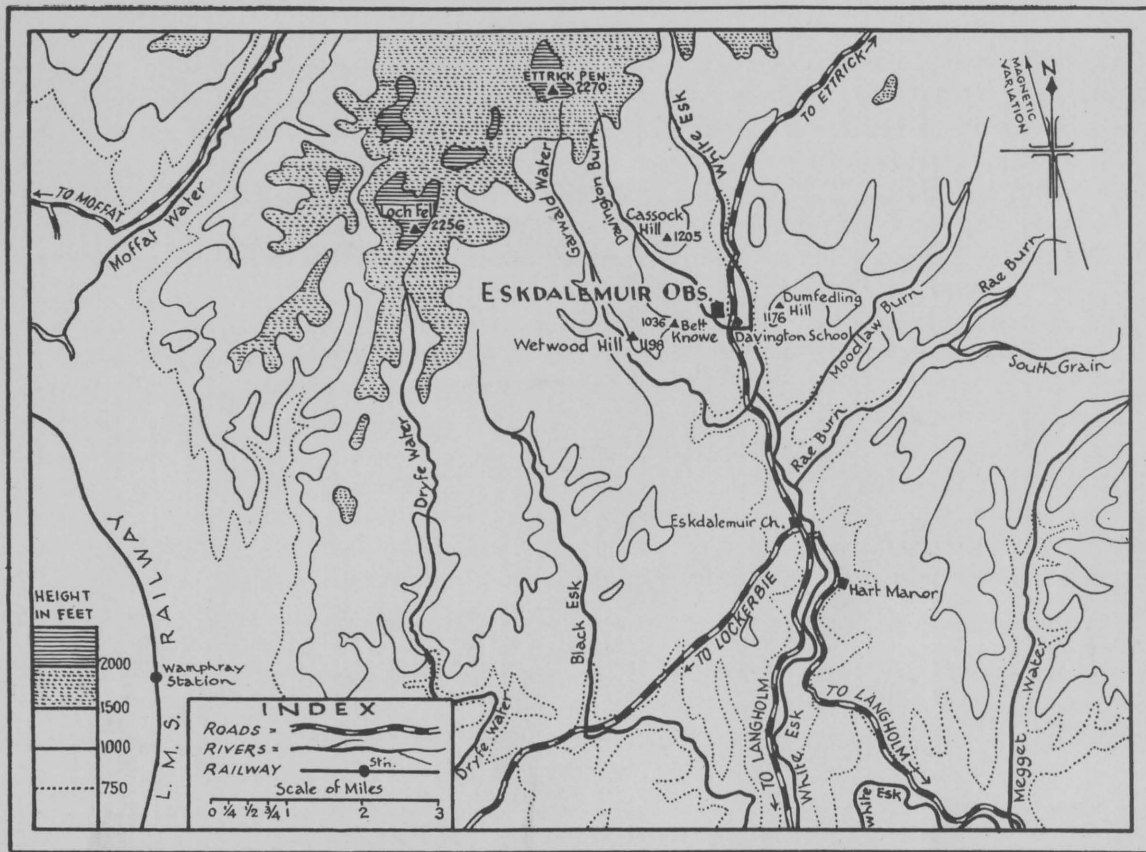 ETTRICK PEN
2270
White Esk
TO ETTRICK
MAGNETIC
VARIATION
N
← TO MOFFAT
Moffat Water
Loch Fell
2256
Garwald Water
Davington Burn
Cassock
Hill
1205
ESKDALEMUIR OBS.
1036
Bett
Knowe
Dumfedling
Hill
1176
Davington School
Wetwood Hill
1198
Moodlaw Burn
Rae Burn
South Grain
Rae Burn
Dryfe Water
Eskdalemuir Ch.
Hart Manor
Black Esk
← TO LOCKERBIE
← TO LANGHOLM
White Esk
TO LANGHOLM →
White Esk
Megget Water
L. M. S. RAILWAY
Wamphray
Station
Dryfe Water
HEIGHT
IN FEET
2000
1500
1000
750
INDEX
ROADS =
RIVERS =
RAILWAY
Stn.
Scale of Miles
0 ¼ ½ ¾ 1 2 3